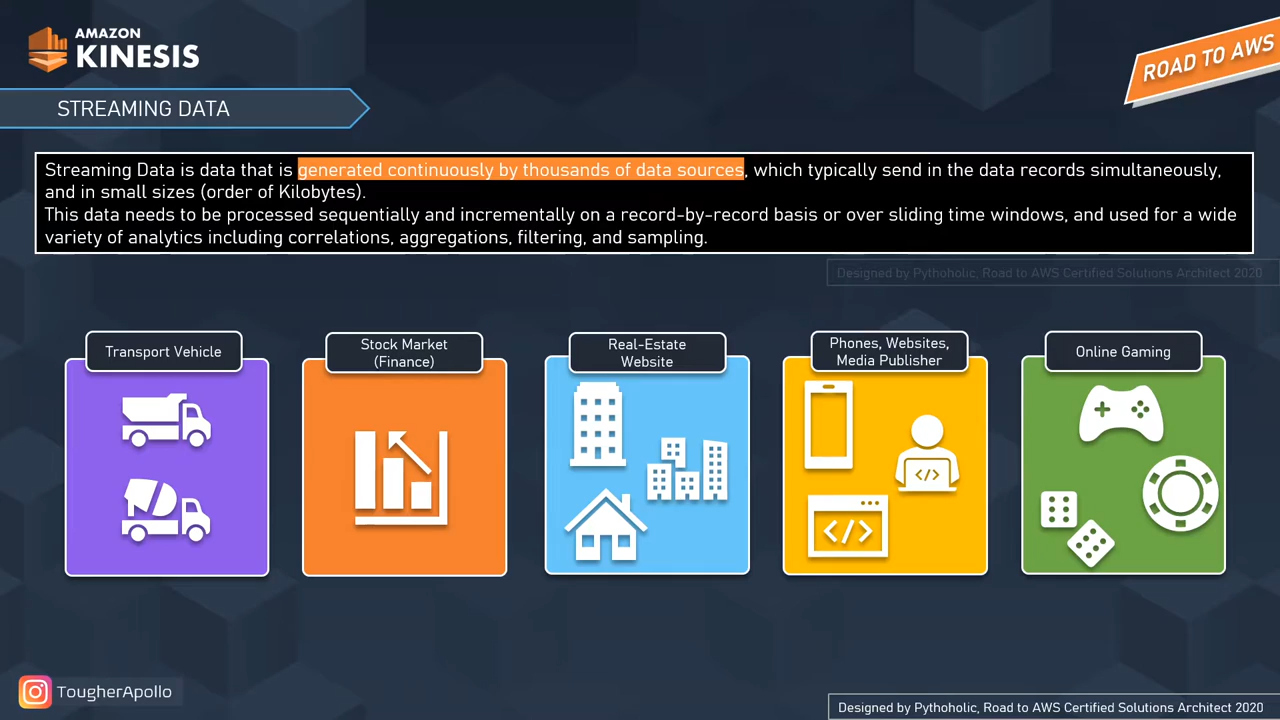 AMAZON
KINESIS
ROAD TO AWS
STREAMING DATA
Streaming Data is data that is generated continuously by thousands of data sources, which typically send in the data records simultaneously,
and in small sizes (order of Kilobytes).
This data needs to be processed sequentially and incrementally on a record-by-record basis or over sliding time windows, and used for a wide
variety of analytics including correlations, aggregations, filtering, and sampling.
Designed by Pythoholic, Road to AWS Certified Solutions Architect 2020
Transport Vehicle
Stock Market
(Finance)
Real-Estate
Website
Phones, Websites,
Media Publisher
Online Gaming
</>
</>
TougherApollo
Designed by Pythoholic, Road to AWS Certified Solutions Architect 2020